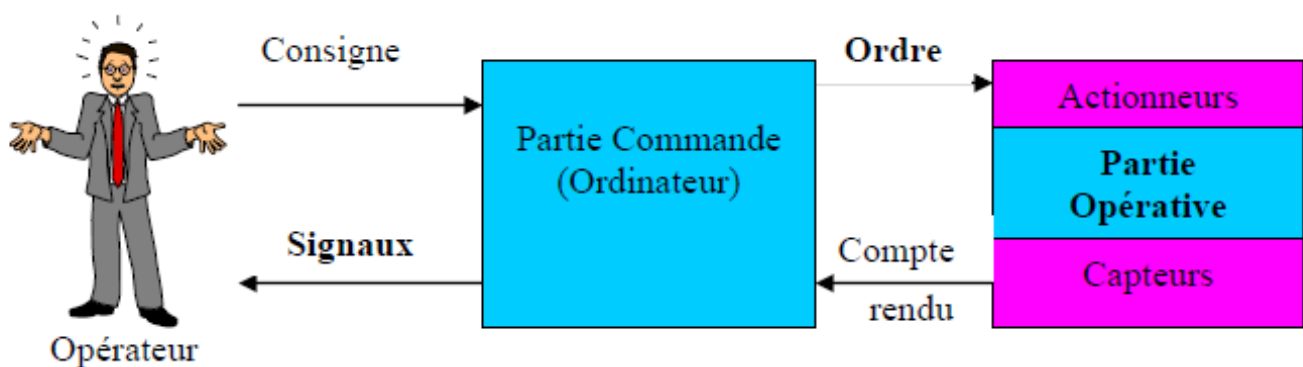 Consigne
Ordre
Actionneurs
Partie Commande
(Ordinateur)
Partie
Opérative
Signaux
Compte
rendu
Capteurs
Opérateur